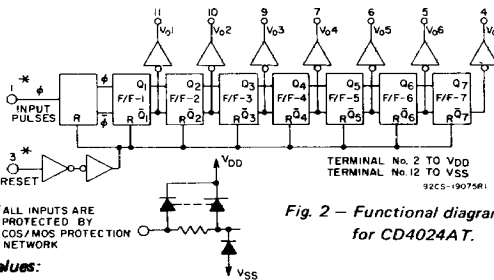 11 10 9 7 6 5 4
Vo1 Vo2 Vo3 Vo4 Vo5 Vo6
* 1 φ INPUT PULSES
φ φ̅ R
Q1 F/F-1 R Q̅1
Q2 F/F-2 R Q̅2
Q3 F/F-3 R Q̅3
Q4 F/F-4 R Q̅4
Q5 F/F-5 R Q̅5
Q6 F/F-6 R Q̅6
Q7 F/F-7 R Q̅7
* 3 RESET
TERMINAL No. 2 TO VDD
TERMINAL No. 12 TO VSS
92CS-19075R1
VDD
ALL INPUTS ARE
PROTECTED BY
COS/MOS PROTECTION
NETWORK
VSS
Fig. 2 – Functional diagram
for CD4024AT.
alues: